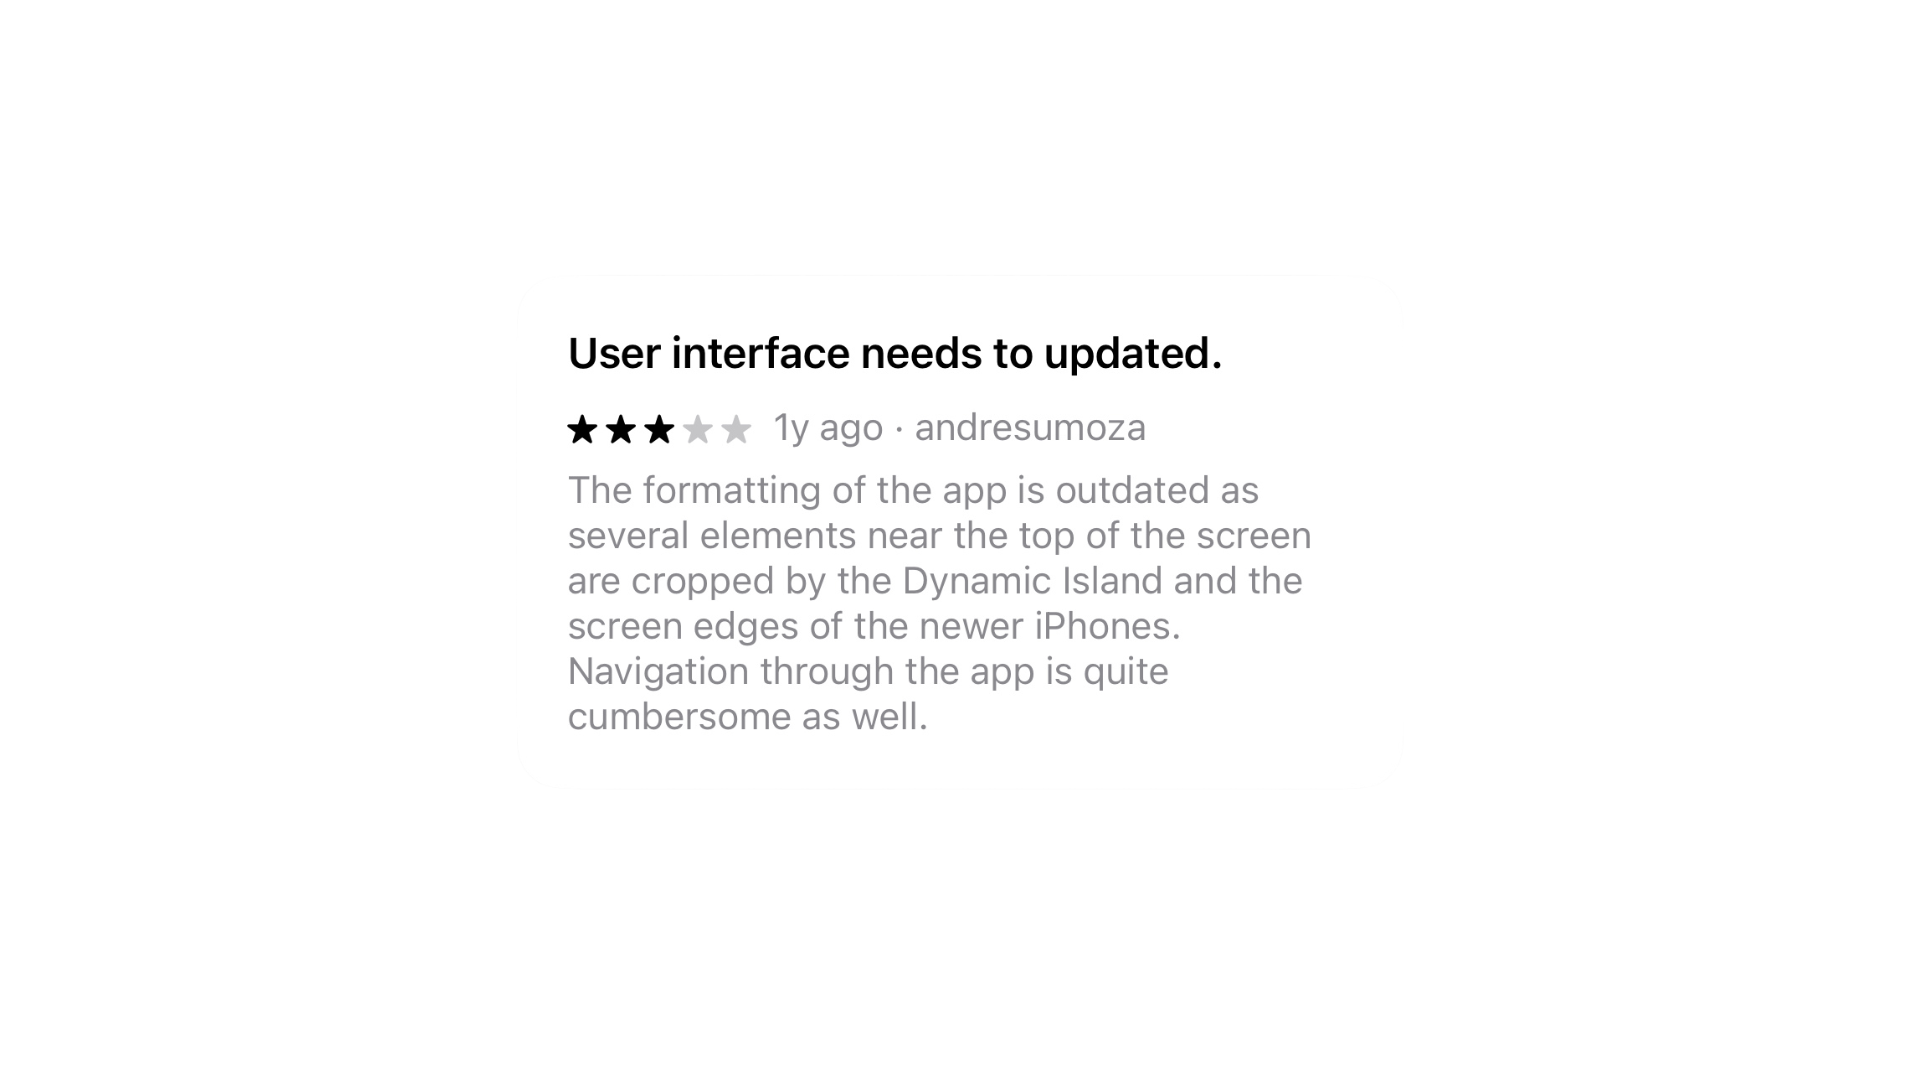 User interface needs to updated.
★★★★★ 1y ago · andresumoza
The formatting of the app is outdated as
several elements near the top of the screen
are cropped by the Dynamic Island and the
screen edges of the newer iPhones.
Navigation through the app is quite
cumbersome as well.